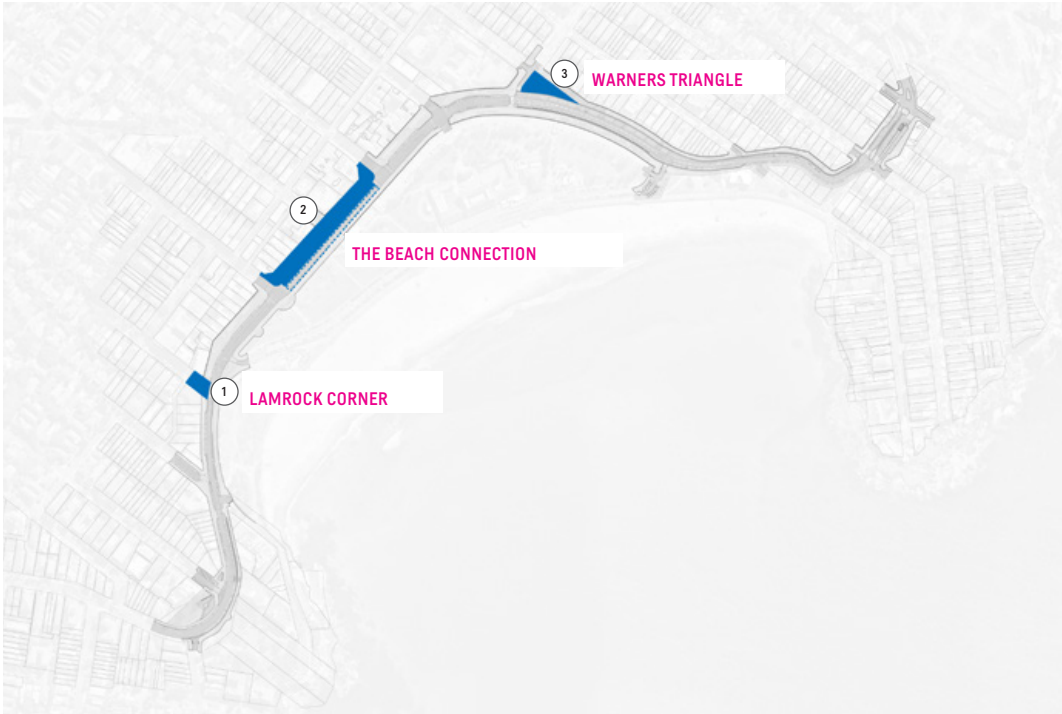 3
WARNERS TRIANGLE
2
THE BEACH CONNECTION
1
LAMROCK CORNER